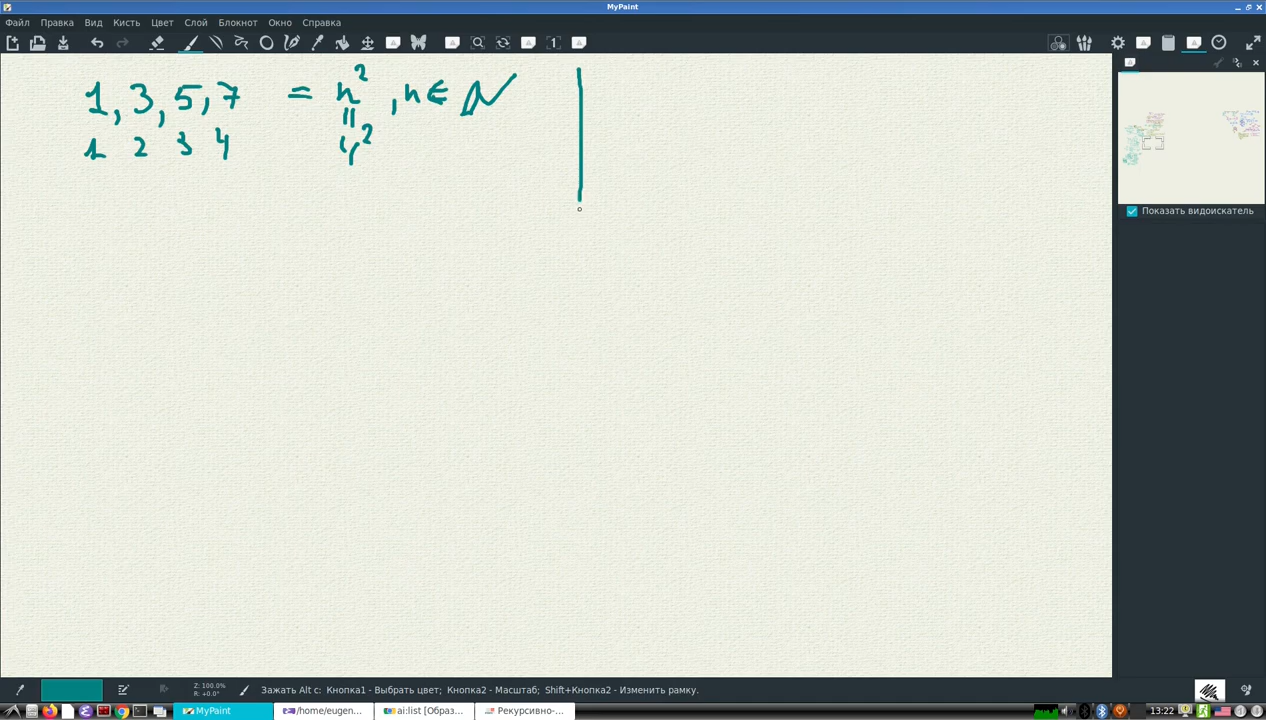 MyPaint
Файл Правка Вид Кисть Цвет Слой Блокнот Окно Справка
1, 3, 5, 7 = n², n ∈ N
1 2 3 4 = 4²
Показать видоискатель
Z: 100.0%
R: +0.0°
Зажать Alt с: Кнопка1 - Выбрать цвет; Кнопка2 - Масштаб; Shift+Кнопка2 - Изменить рамку.
MyPaint /home/eugen... ai:list [Образ... Рекурсивно-... 13:22